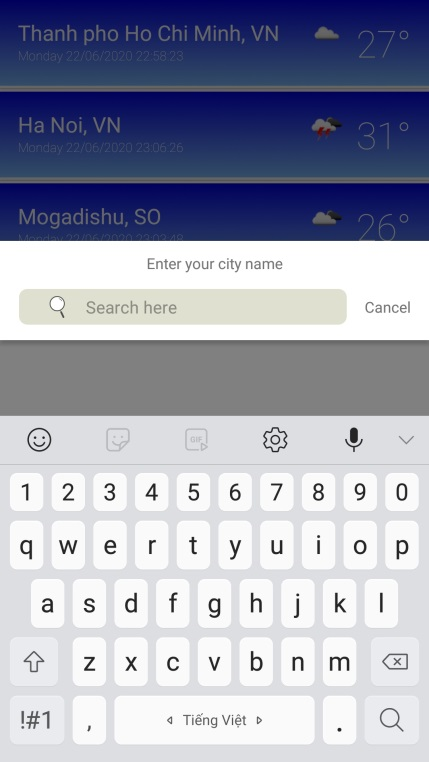 Thanh pho Ho Chi Minh, VN
27°
Monday 22/06/2020 22:58:23
Ha Noi, VN
31°
Monday 22/06/2020 23:06:26
Mogadishu, SO
26°
Monday 22/06/2020 23:03:48
Enter your city name
Search here
Cancel
GIF
1 2 3 4 5 6 7 8 9 0
q w e r t y u i o p
a s d f g h j k l
z x c v b n m
!#1 , Tiếng Việt .